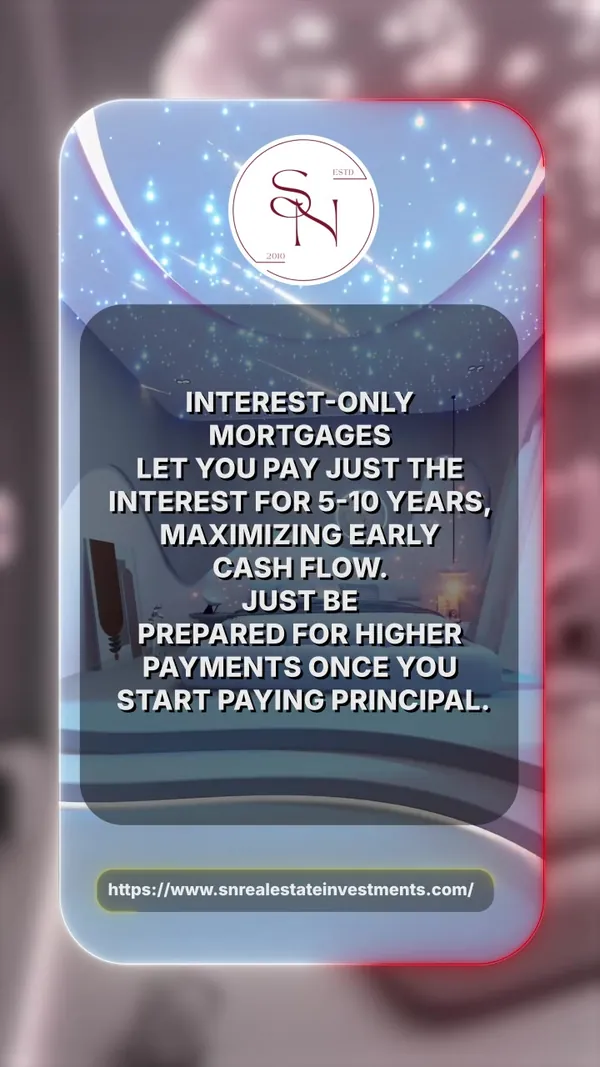 SN
ESTD
2010
INTEREST-ONLY
MORTGAGES
LET YOU PAY JUST THE
INTEREST FOR 5-10 YEARS,
MAXIMIZING EARLY
CASH FLOW.
JUST BE
PREPARED FOR HIGHER
PAYMENTS ONCE YOU
START PAYING PRINCIPAL.
https://www.snrealestateinvestments.com/